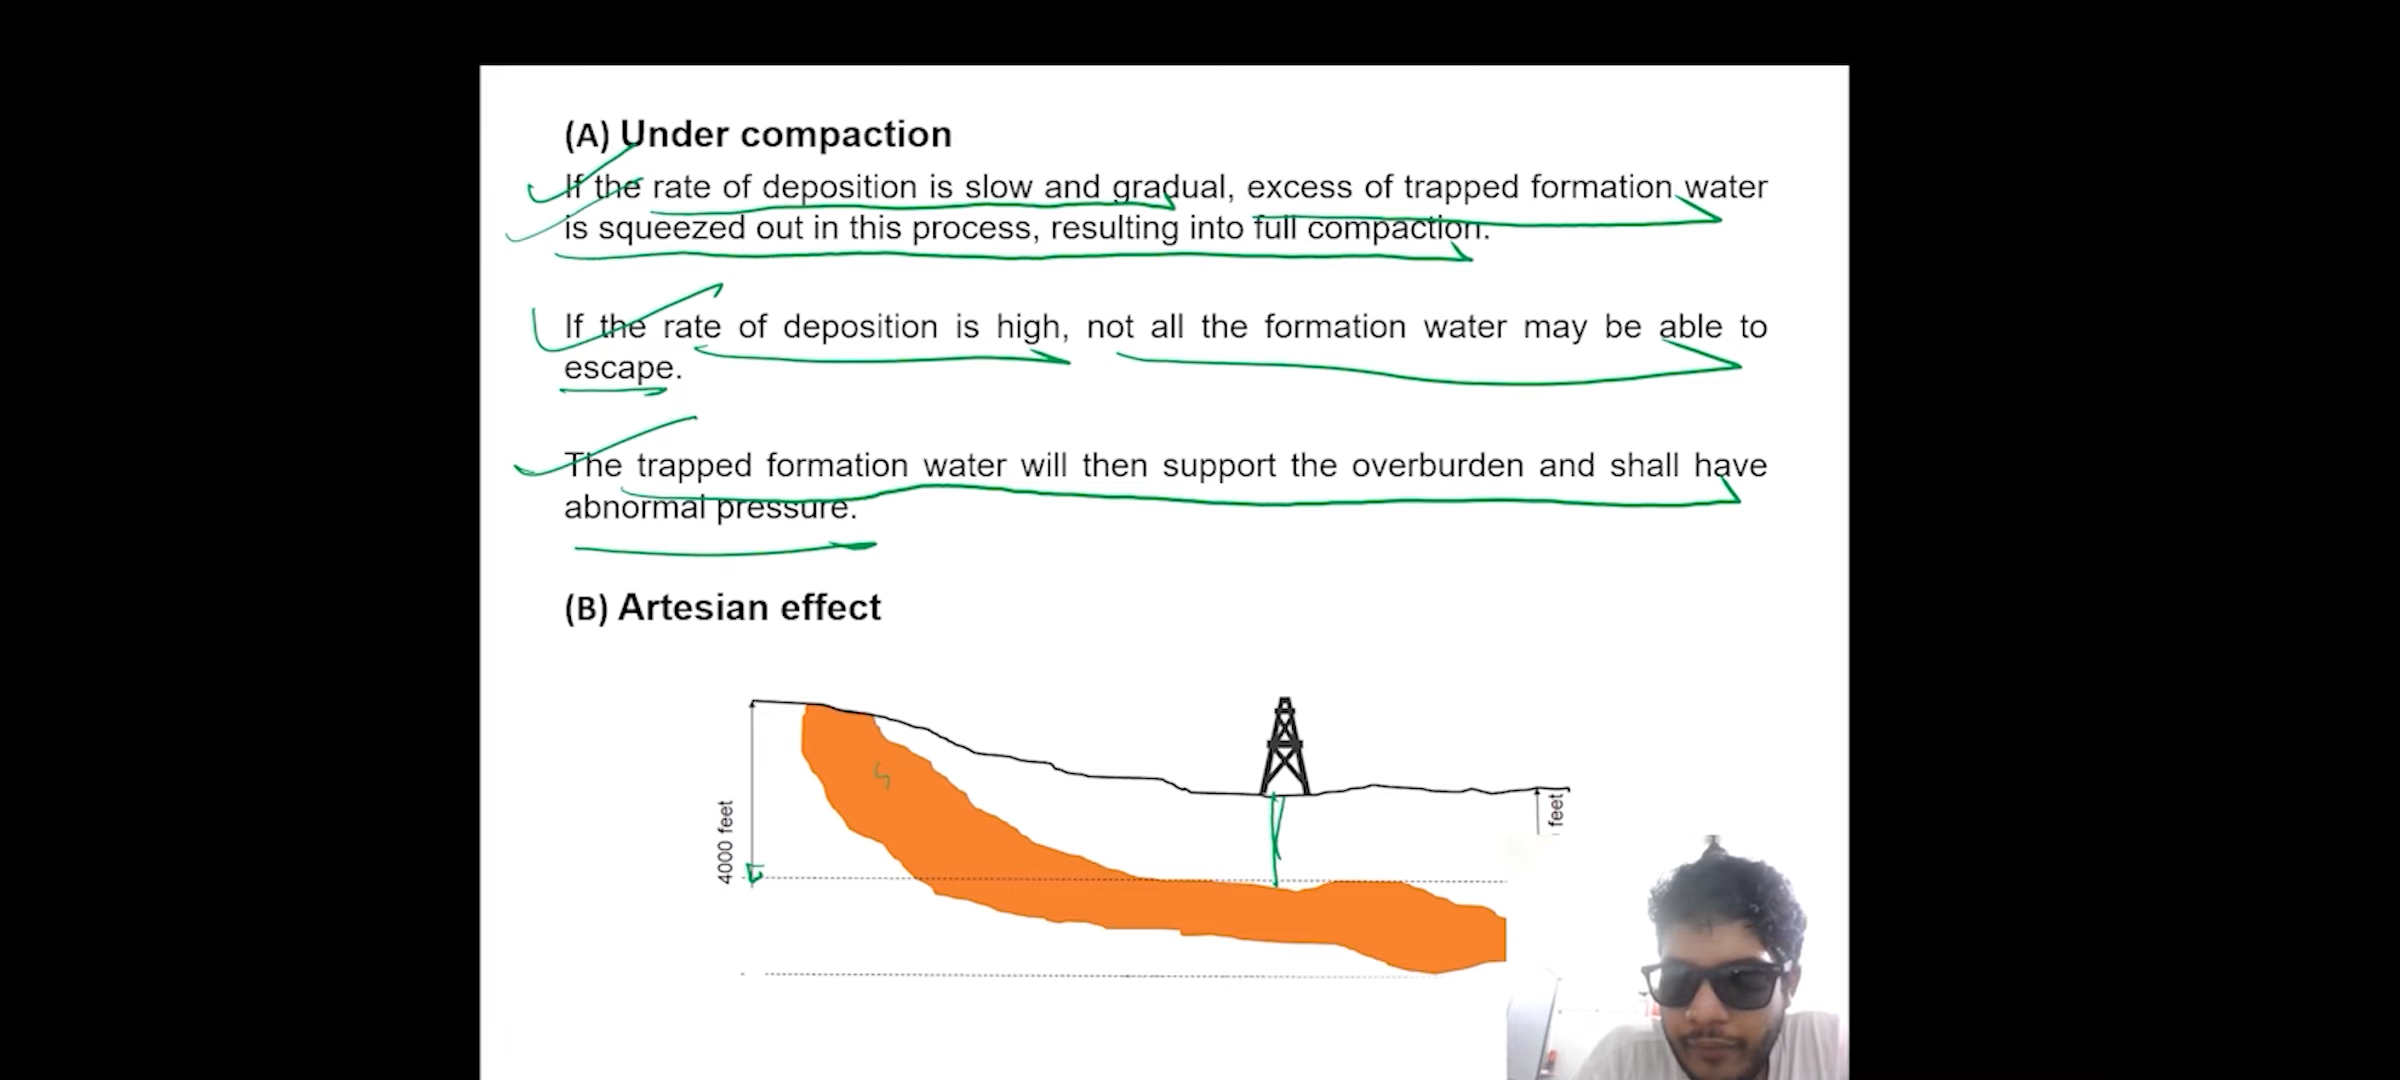 (A) Under compaction
If the rate of deposition is slow and gradual, excess of trapped formation water
is squeezed out in this process, resulting into full compaction.
If the rate of deposition is high, not all the formation water may be able to
escape.
The trapped formation water will then support the overburden and shall have
abnormal pressure.
(B) Artesian effect
4000 feet
feet